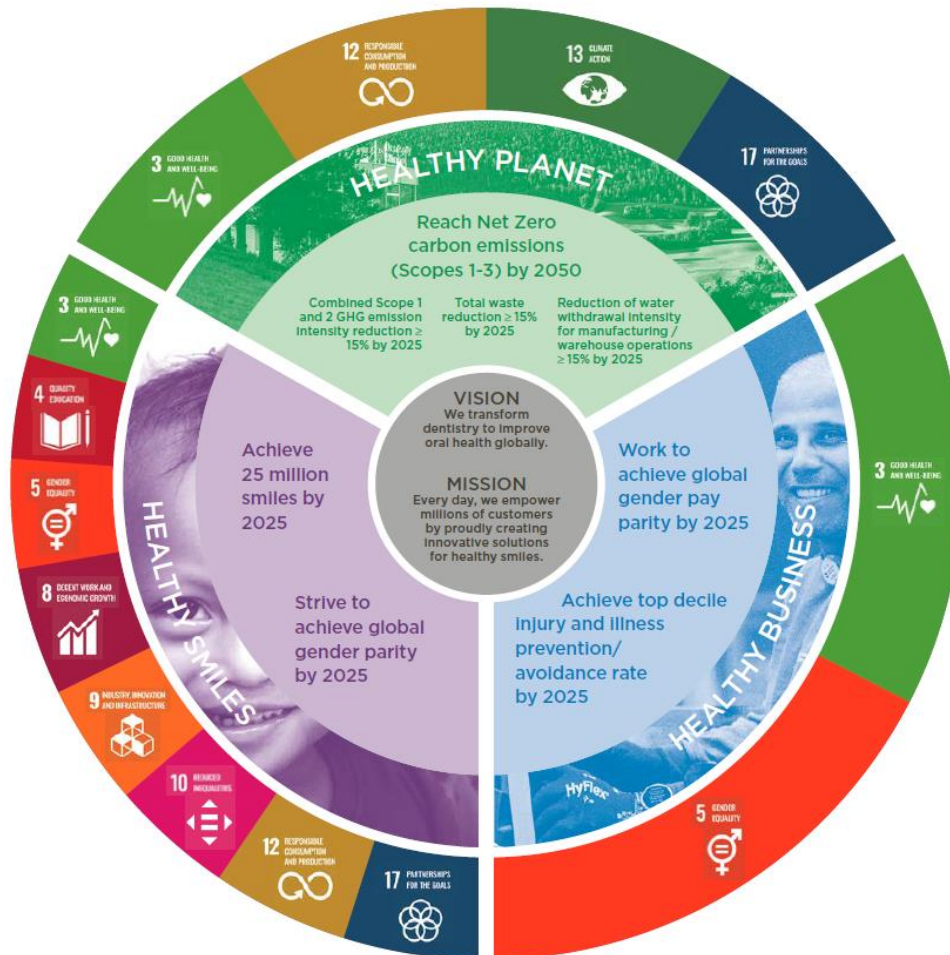 12 RESPONSIBLE
CONSUMPTION
AND PRODUCTION
13 CLIMATE
ACTION
3 GOOD HEALTH
AND WELL-BEING
17 PARTNERSHIPS
FOR THE GOALS
HEALTHY PLANET
Reach Net Zero
carbon emissions
(Scopes 1-3) by 2050
Combined Scope 1
and 2 GHG emission
intensity reduction ≥
15% by 2025
Total waste
reduction ≥ 15%
by 2025
Reduction of water
withdrawal intensity
for manufacturing /
warehouse operations
≥ 15% by 2025
3 GOOD HEALTH
AND WELL-BEING
4 QUALITY
EDUCATION
5 GENDER
EQUALITY
8 DECENT WORK AND
ECONOMIC GROWTH
9 INDUSTRY, INNOVATION
AND INFRASTRUCTURE
10 REDUCED
INEQUALITIES
12 RESPONSIBLE
CONSUMPTION
AND PRODUCTION
17 PARTNERSHIPS
FOR THE GOALS
HEALTHY SMILES
Achieve
25 million
smiles by
2025
Strive to
achieve global
gender parity
by 2025
VISION
We transform
dentistry to improve
oral health globally.
MISSION
Every day, we empower
millions of customers
by proudly creating
innovative solutions
for healthy smiles.
Work to
achieve global
gender pay
parity by 2025
Achieve top decile
injury and illness
prevention/
avoidance rate
by 2025
HEALTHY BUSINESS
HyFlex
3 GOOD HEALTH
AND WELL-BEING
5 GENDER
EQUALITY